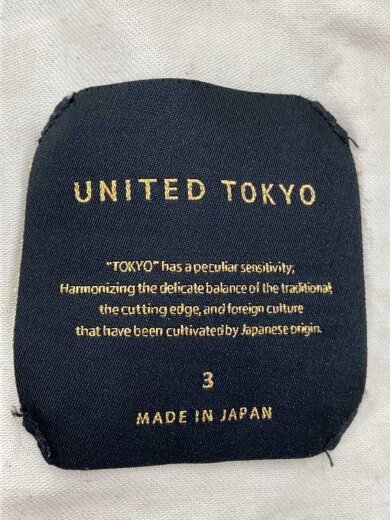 UNITED TOKYO
"TOKYO" has a peculiar sensitivity;
Harmonizing the delicate balance of the traditional,
the cutting edge, and foreign culture
that have been cultivated by Japanese origin.
3
MADE IN JAPAN